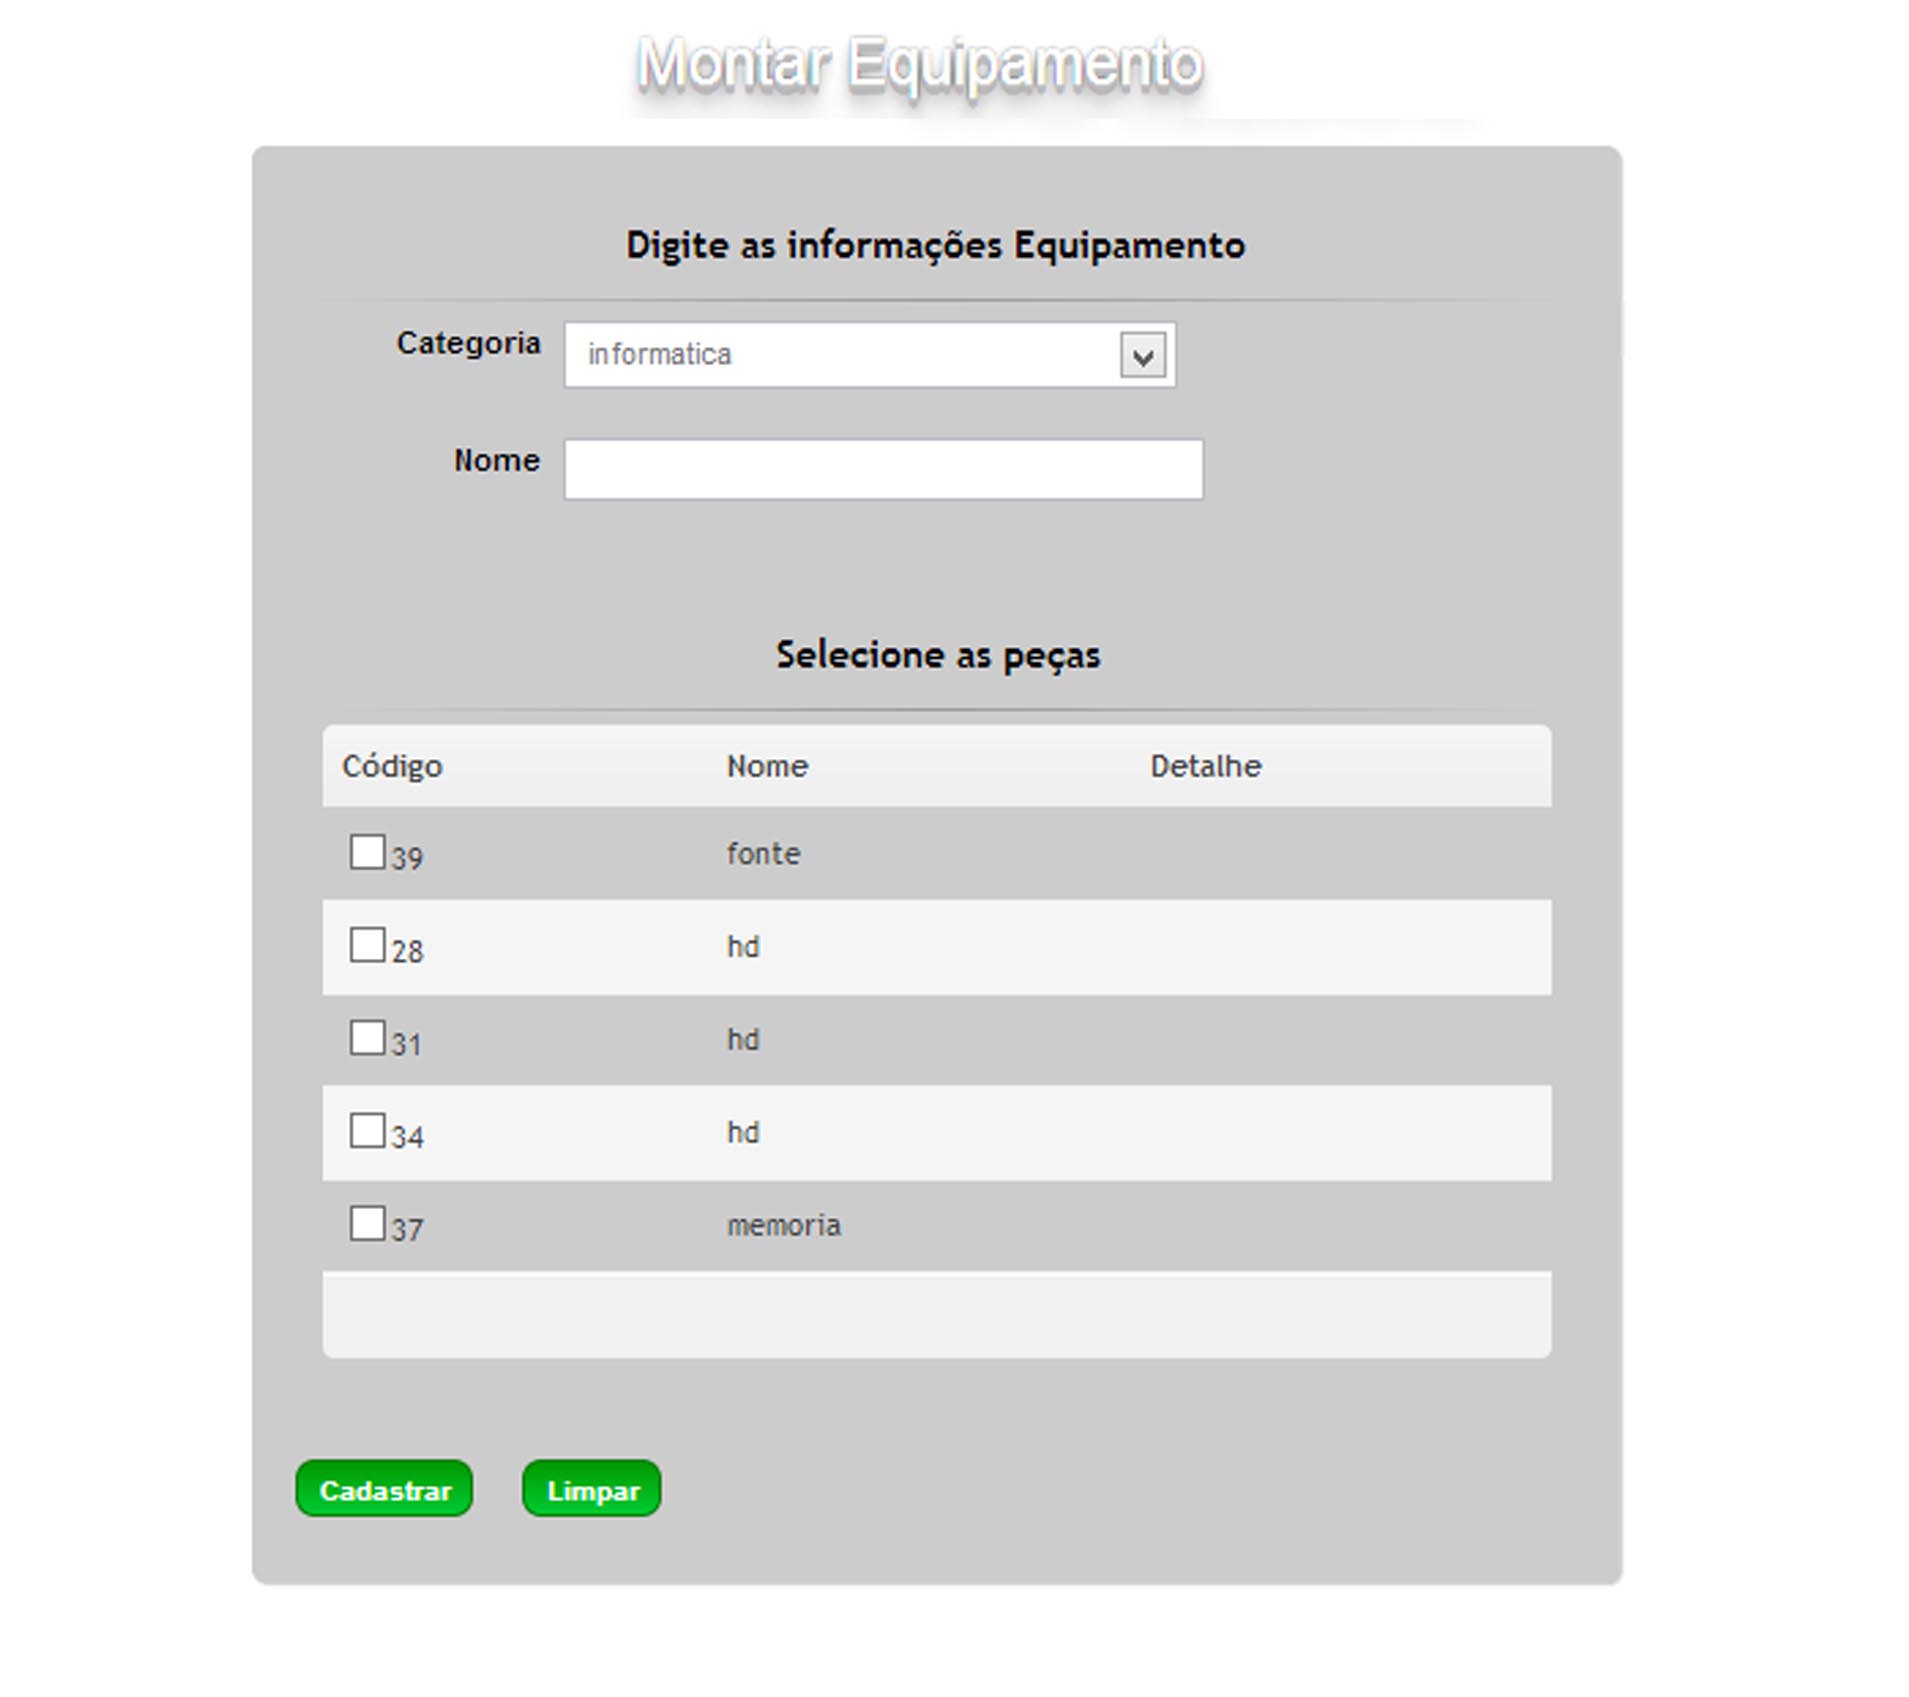 Montar Equipamento
Digite as informações Equipamento
Categoria informatica
Nome
Selecione as peças
Código Nome Detalhe
39 fonte
28 hd
31 hd
34 hd
37 memoria
Cadastrar Limpar